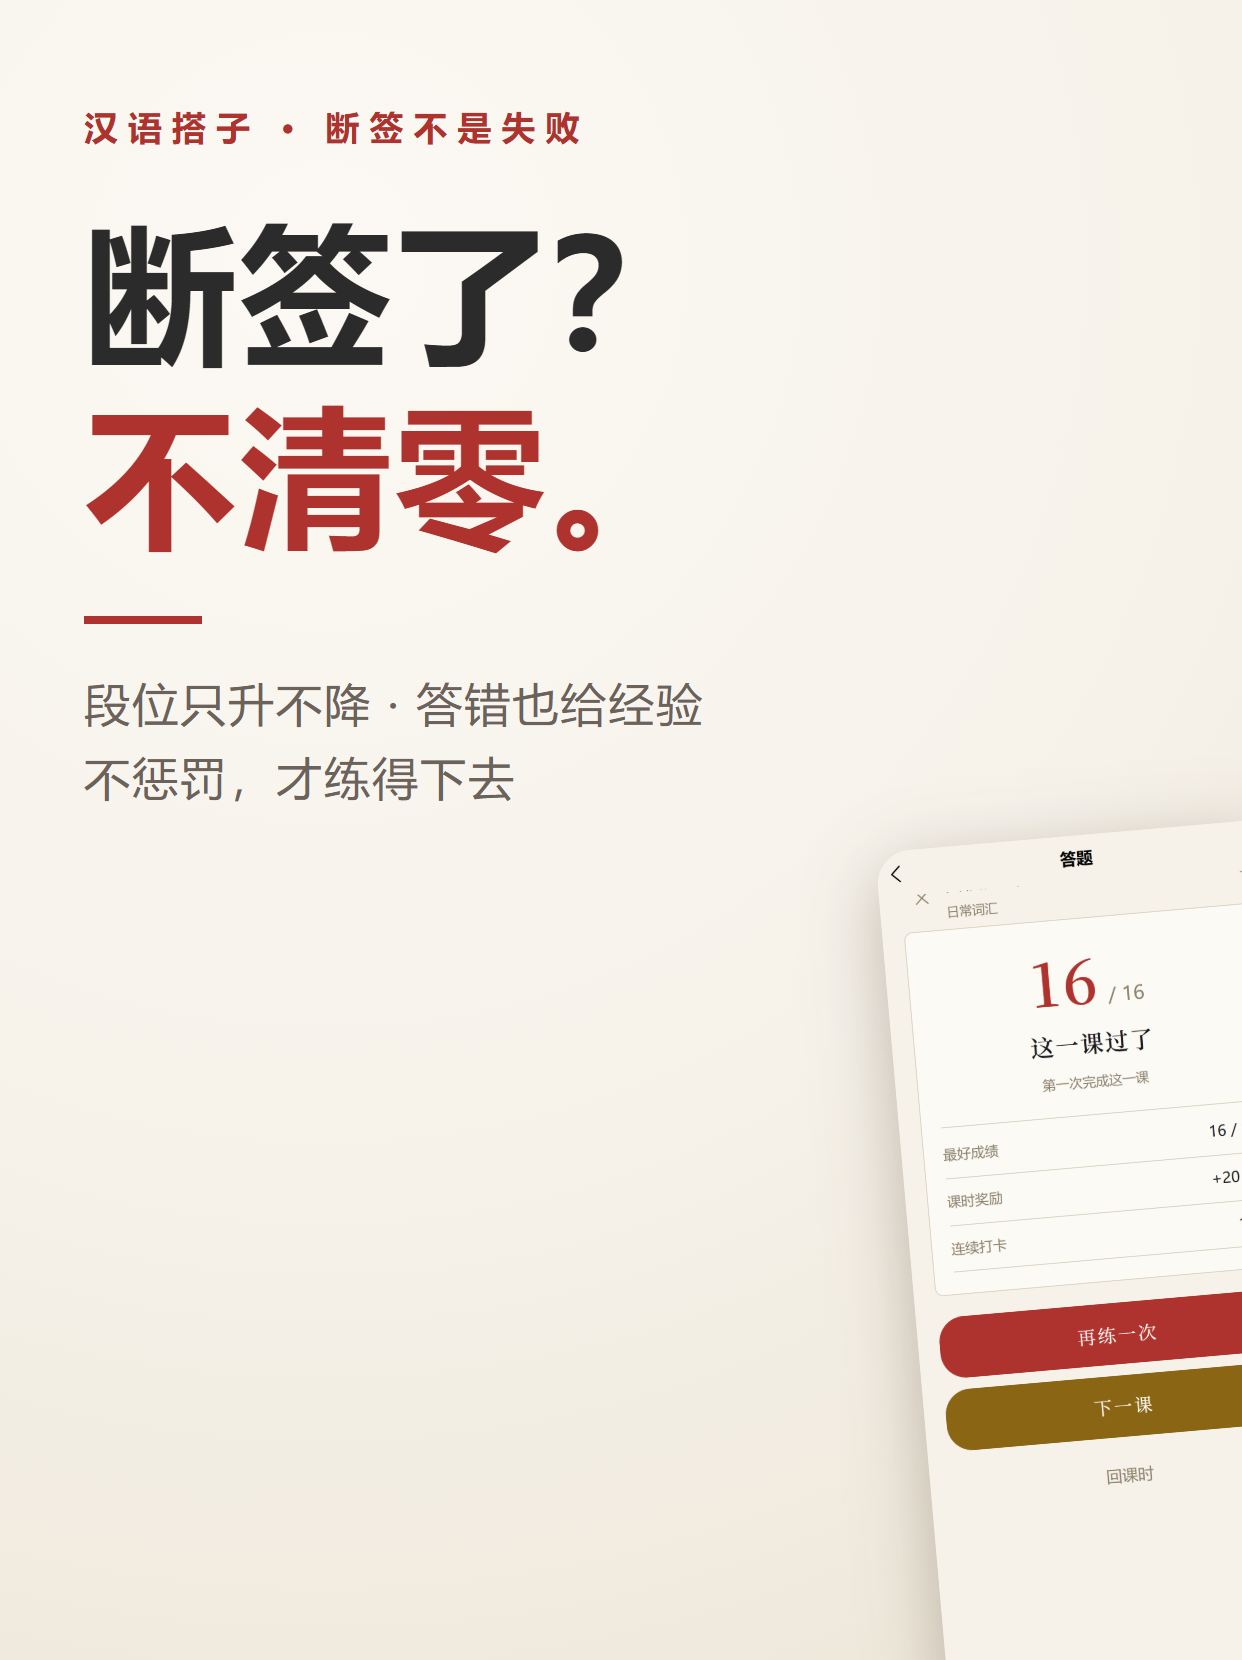 汉语搭子 · 断签不是失败
断签了？
不清零。
段位只升不降 · 答错也给经验
不惩罚，才练得下去
答题
日常词汇
16 / 16
这一课过了
第一次完成这一课
最好成绩 16 /
课时奖励 +20
连续打卡
再练一次
下一课
回课时